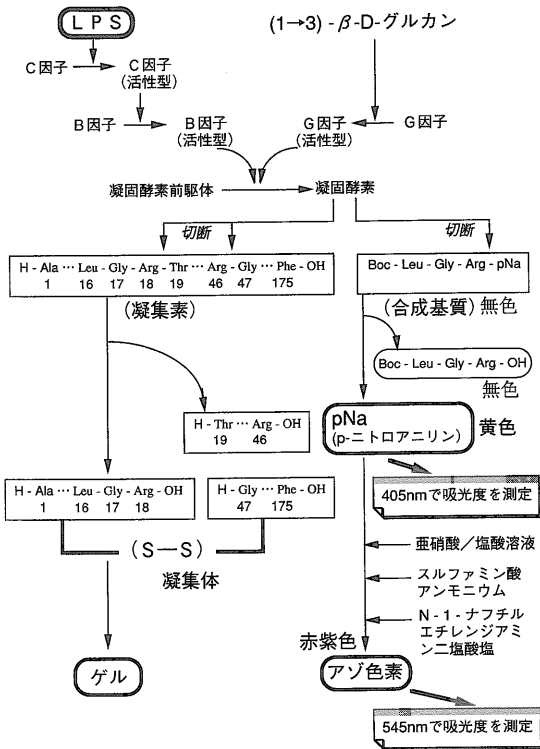 LPS
(1→3)-β-D-グルカン
C因子
C因子
(活性型)
B因子
B因子
(活性型)
G因子
(活性型)
G因子
凝固酵素前駆体
凝固酵素
切断
切断
H - Ala ··· Leu - Gly - Arg - Thr ··· Arg - Gly ··· Phe - OH
1 16 17 18 19 46 47 175
(凝集素)
Boc - Leu - Gly - Arg - pNa
(合成基質) 無色
Boc - Leu - Gly - Arg - OH
無色
H - Thr ··· Arg - OH
19 46
pNa
(p-ニトロアニリン)
黄色
405nmで吸光度を測定
H - Ala ··· Leu - Gly - Arg - OH
1 16 17 18
H - Gly ··· Phe - OH
47 175
(S—S)
凝集体
亜硝酸/塩酸溶液
スルファミン酸
アンモニウム
N - 1 - ナフチル
エチレンジアミ
ン二塩酸塩
赤紫色
ゲル
アゾ色素
545nmで吸光度を測定